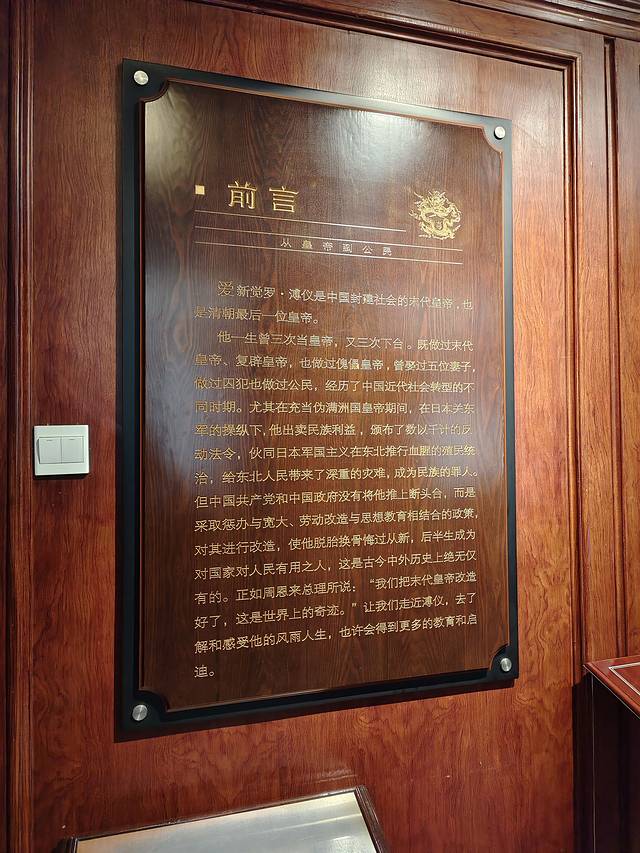 前言
从皇帝到公民
爱新觉罗·溥仪是中国封建社会的末代皇帝，也
是清朝最后一位皇帝。
他一生曾三次当皇帝，又三次下台。既做过末代
皇帝、复辟皇帝，也做过傀儡皇帝，曾娶过五位妻子，
做过囚犯也做过公民，经历了中国近代社会转型的不
同时期。尤其在充当伪满洲国皇帝期间，在日本关东
军的操纵下，他出卖民族利益，颁布了数以千计的反
动法令，伙同日本军国主义在东北推行血腥的殖民统
治，给东北人民带来了深重的灾难，成为民族的罪人。
但中国共产党和中国政府没有将他推上断头台，而是
采取惩办与宽大、劳动改造与思想教育相结合的政策，
对其进行改造，使他脱胎换骨悔过从新，后半生成为
对国家对人民有用之人，这是古今中外历史上绝无仅
有的。正如周恩来总理所说：“我们把末代皇帝改造
好了，这是世界上的奇迹。”让我们走近溥仪，去了
解和感受他的风雨人生，也许会得到更多的教育和启
迪。